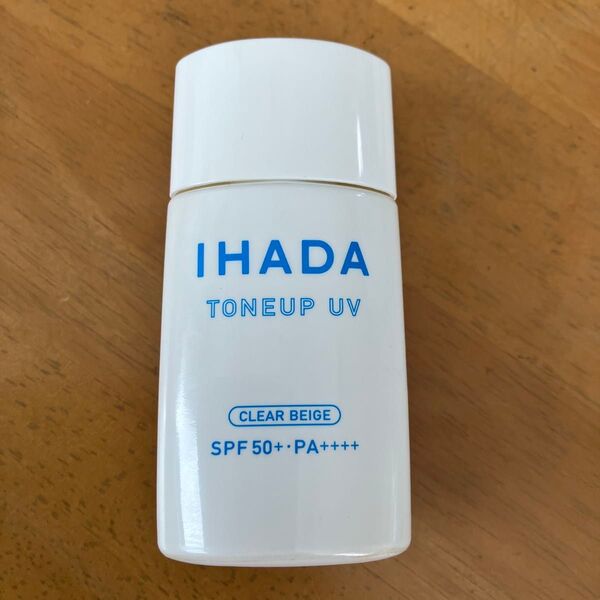 IHADA
TONEUP UV
CLEAR BEIGE
SPF 50+・PA++++